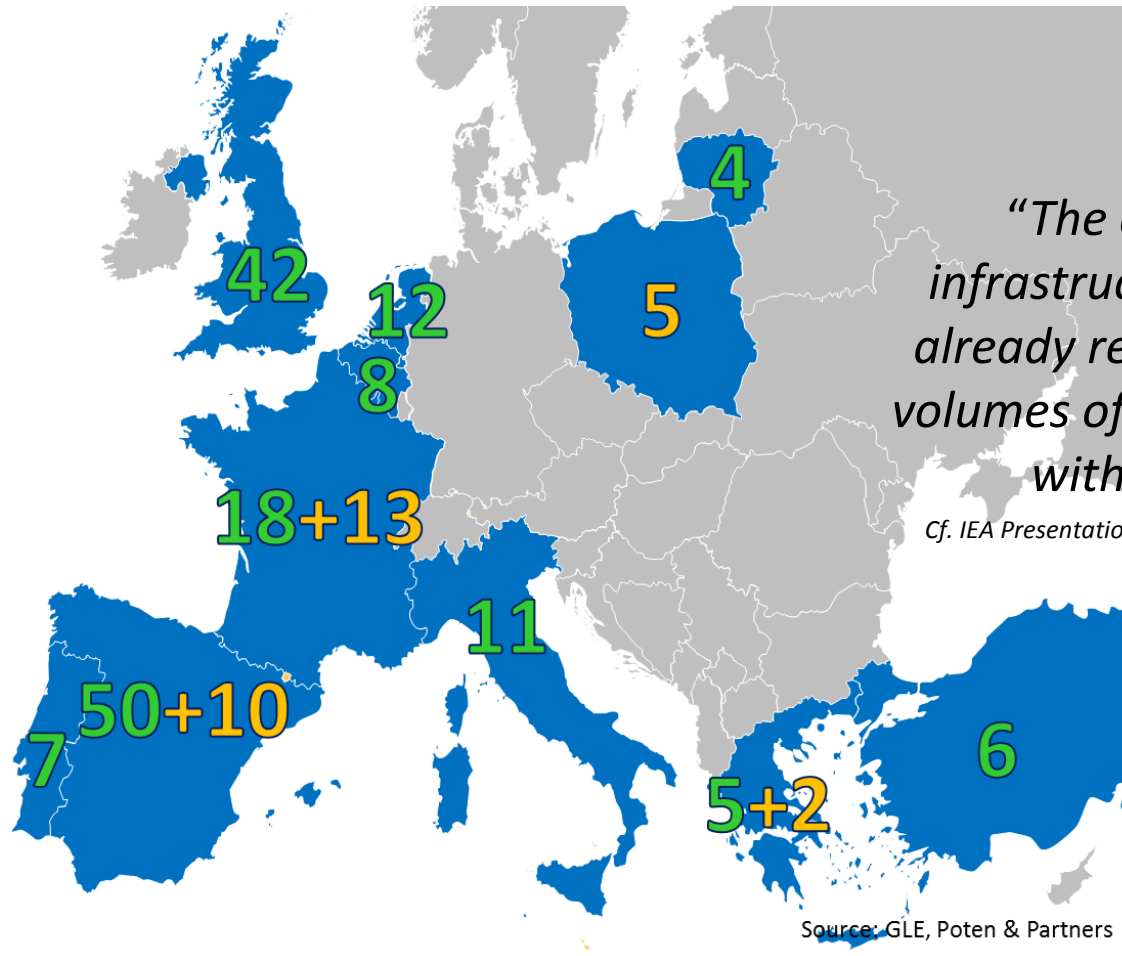 4
“The
infrastruc
already re
volumes of
with
Cf. IEA Presentatio
42
12
5
8
18+13
11
50+10
7
6
5+2
Source: GLE, Poten & Partners